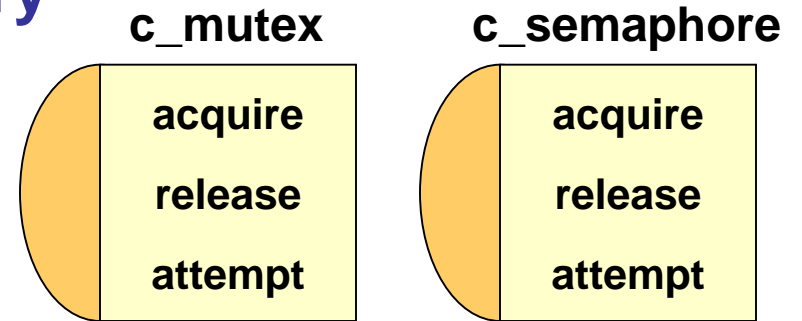 c_mutex c_semaphore
acquire acquire
release release
attempt attempt